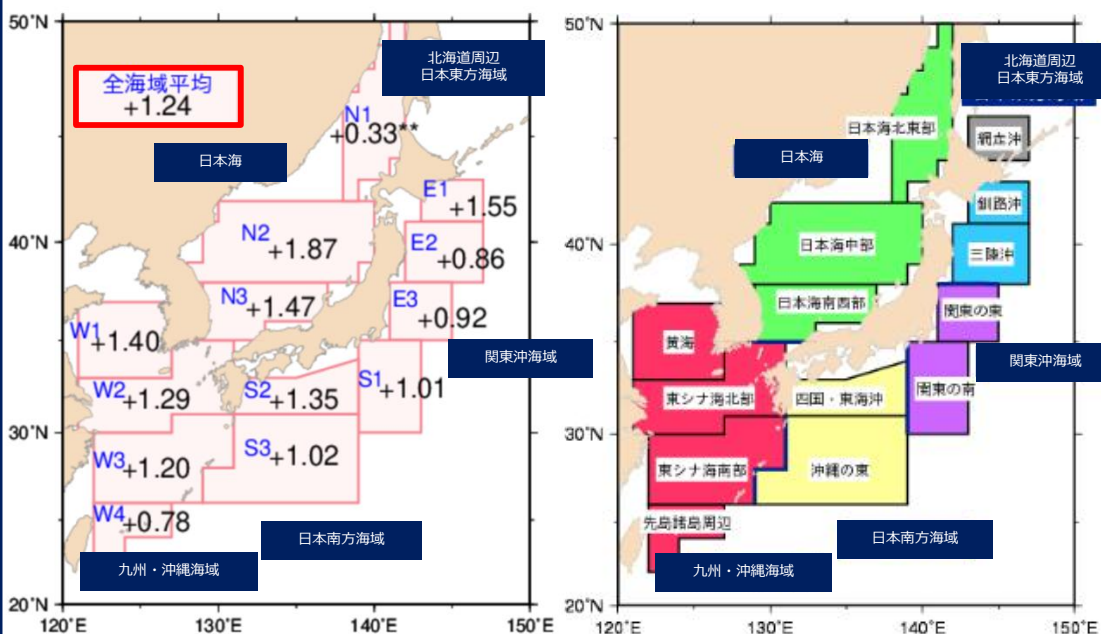 50°N
40°N
30°N
20°N
120°E
130°E
140°E
150°E
全海域平均
+1.24
日本海
北海道周辺
日本東方海域
N1
+0.33**
E1
+1.55
N2
+1.87
E2
+0.86
N3
+1.47
E3
+0.92
W1
+1.40
関東沖海域
W2
+1.29
S2
+1.35
S1
+1.01
W3
+1.20
S3
+1.02
W4
+0.78
日本南方海域
九州・沖縄海域
50°N
40°N
30°N
20°N
120°E
130°E
140°E
150°E
北海道周辺
日本東方海域
日本海北東部
網走沖
日本海
釧路沖
日本海中部
三陸沖
日本海南西部
関東の東
黄海
関東沖海域
関東の南
東シナ海北部
四国・東海沖
東シナ海南部
沖縄の東
先島諸島周辺
日本南方海域
九州・沖縄海域